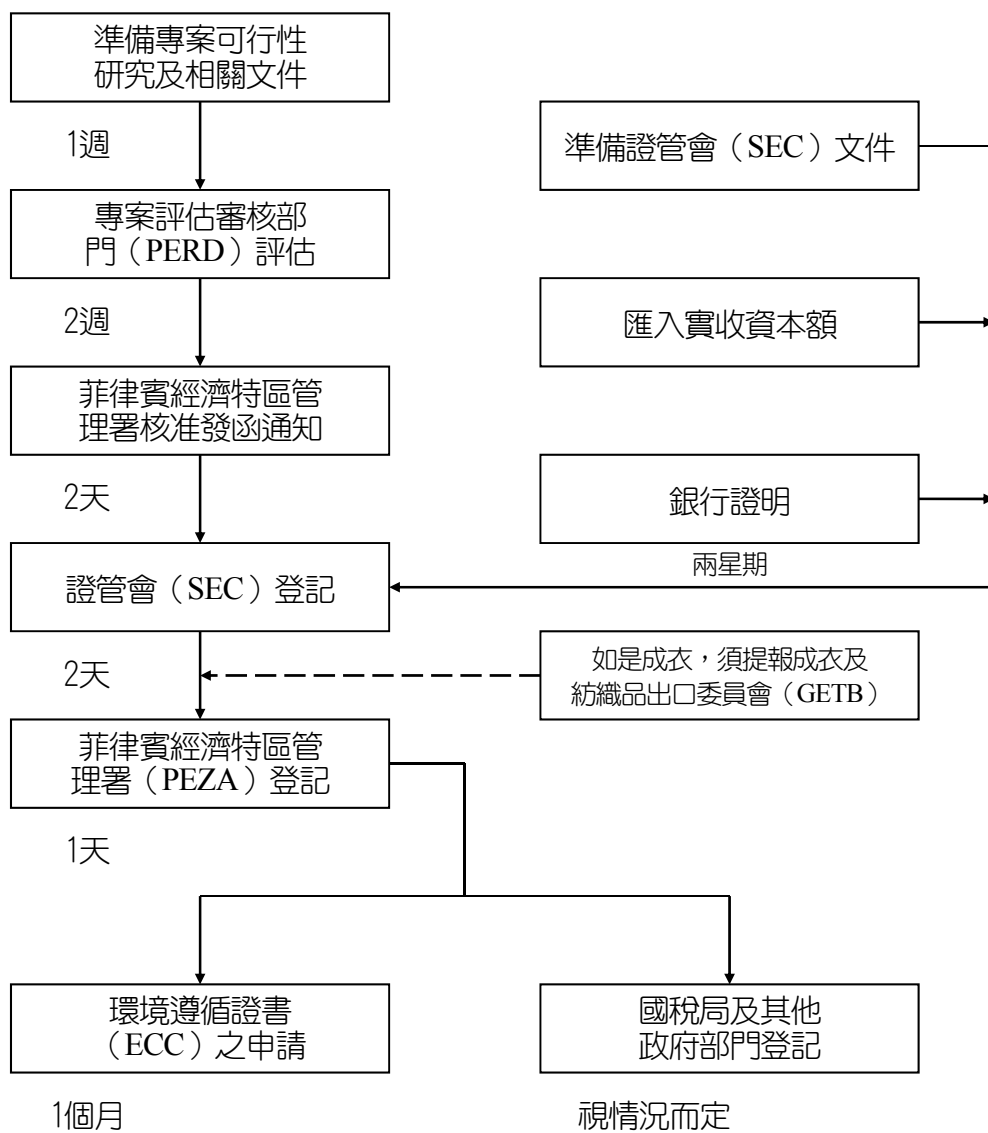 準備專案可行性
研究及相關文件
1週
準備證管會（SEC）文件
專案評估審核部
門（PERD）評估
2週
匯入實收資本額
菲律賓經濟特區管
理署核准發函通知
2天
銀行證明
兩星期
證管會（SEC）登記
2天
如是成衣，須提報成衣及
紡織品出口委員會（GETB）
菲律賓經濟特區管
理署（PEZA）登記
1天
環境遵循證書
（ECC）之申請
1個月
國稅局及其他
政府部門登記
視情況而定